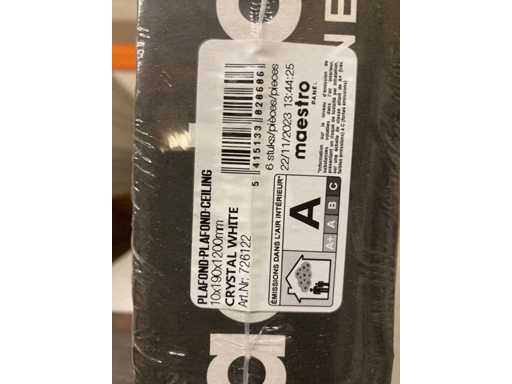 PLAFOND-PLAFOND-CEILING
10x190x1200mm
CRYSTAL WHITE
Art.Nr: 726122
5 415133 828686
6 stuks/pièces/pieces
22/11/2023 13:44:25
maestro
PANEL
ÉMISSIONS DANS L'AIR INTÉRIEUR*
A
A+ A B C